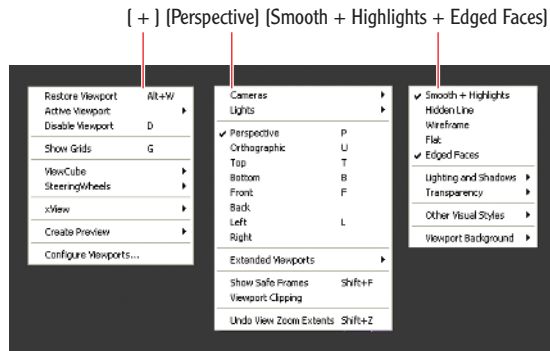 [ + ] [Perspective] [Smooth + Highlights + Edged Faces]
Restore Viewport Alt+W
Active Viewport
Disable Viewport D
Show Grids G
ViewCube
SteeringWheels
xView
Create Preview
Configure Viewports...
Cameras
Lights
Perspective P
Orthographic U
Top T
Bottom B
Front F
Back
Left L
Right
Extended Viewports
Show Safe Frames Shift+F
Viewport Clipping
Undo View Zoom Extents Shift+Z
Smooth + Highlights
Hidden Line
Wireframe
Flat
Edged Faces
Lighting and Shadows
Transparency
Other Visual Styles
Viewport Background